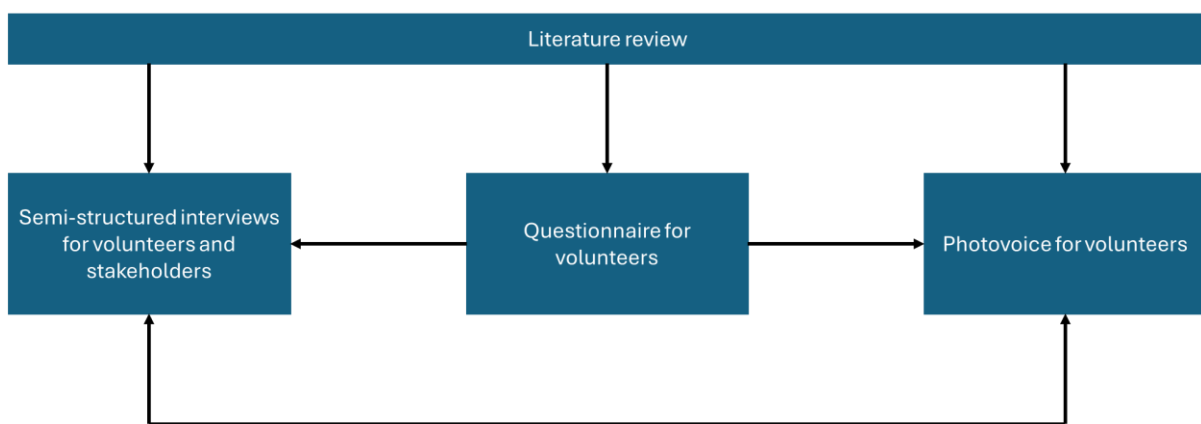 Literature review
Semi-structured interviews
for volunteers and
stakeholders
Questionnaire for
volunteers
Photovoice for volunteers